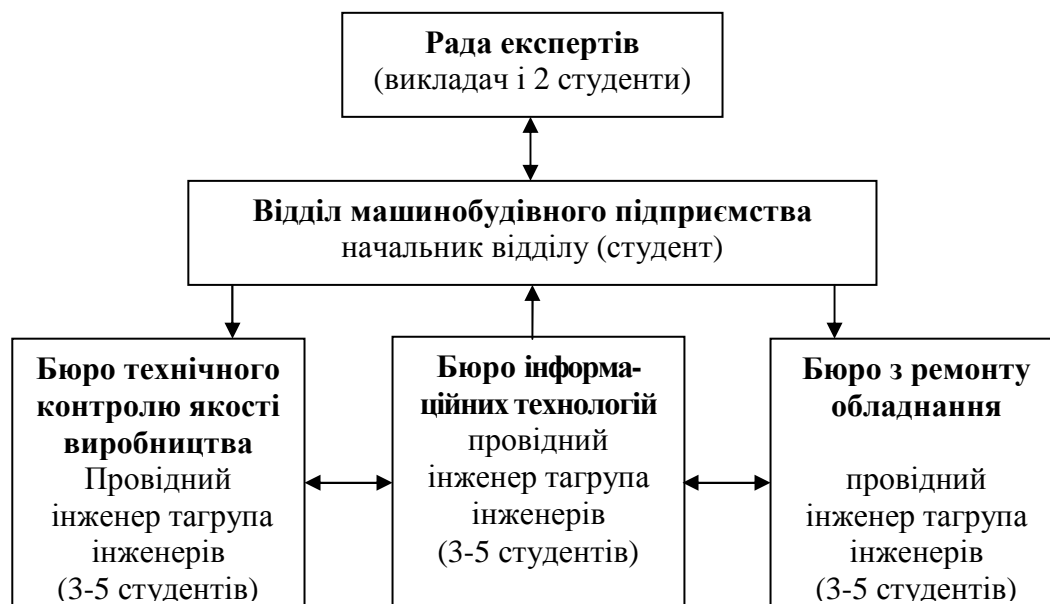 Рада експертів
(викладач і 2 студенти)
Відділ машинобудівного підприємства
начальник відділу (студент)
Бюро технічного
контролю якості
виробництва
Провідний
інженер тагрупа
інженерів
(3-5 студентів)
Бюро інформа-
ційних технологій
провідний
інженер тагрупа
інженерів
(3-5 студентів)
Бюро з ремонту
обладнання
провідний
інженер тагрупа
інженерів
(3-5 студентів)